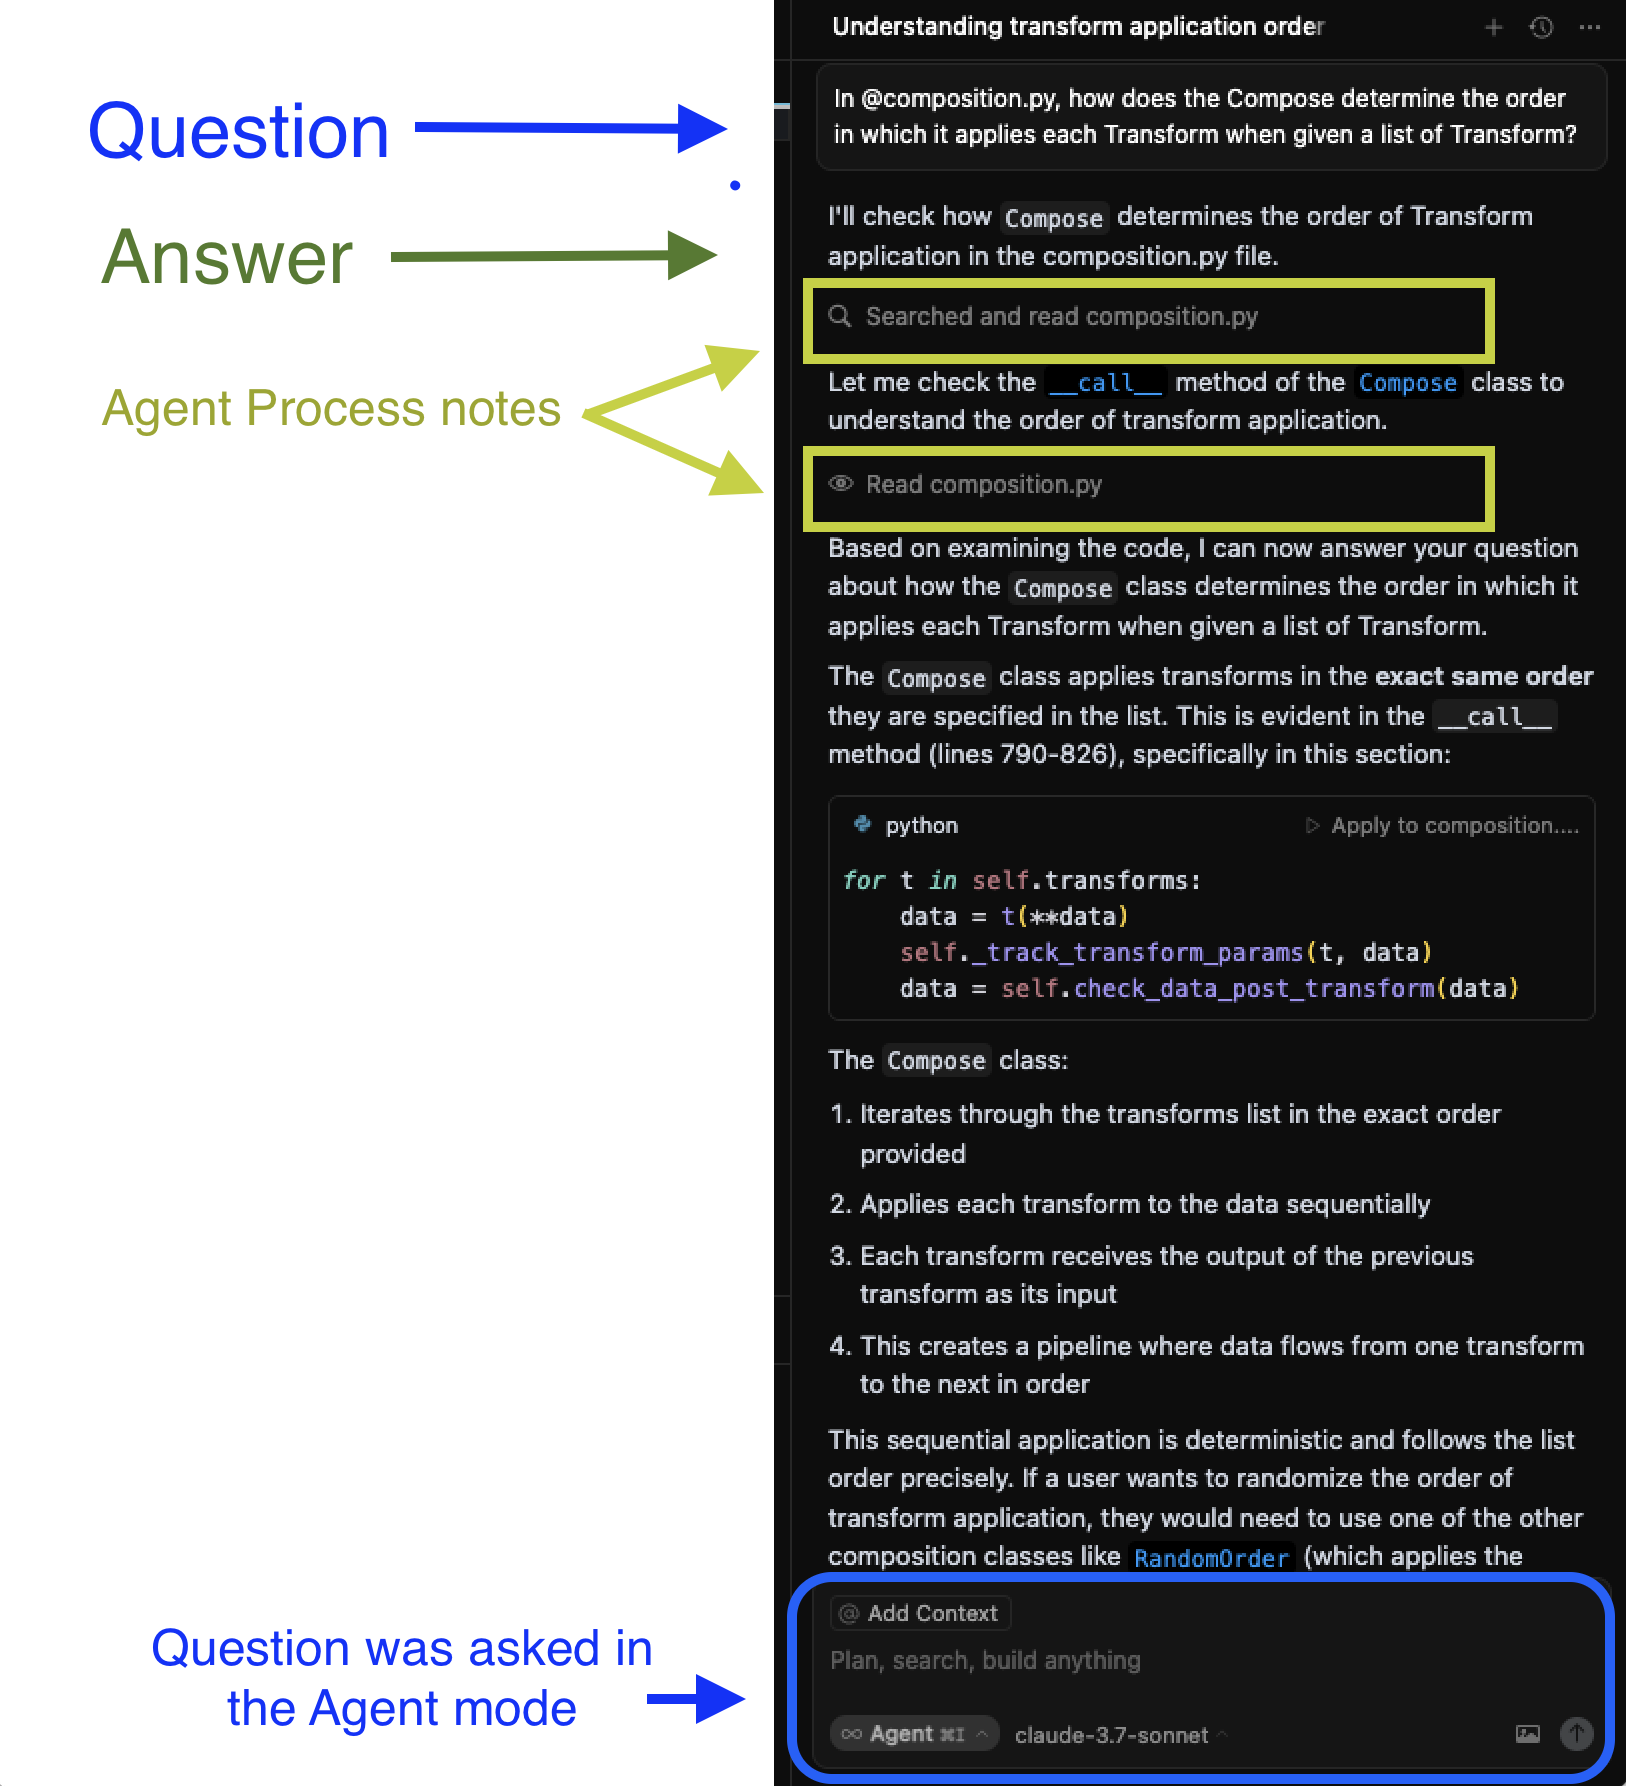 Understanding transform application order
Question
In @composition.py, how does the Compose determine the order
in which it applies each Transform when given a list of Transform?
Answer
I'll check how Compose determines the order of Transform
application in the composition.py file.
Agent Process notes
Searched and read composition.py
Let me check the __call__ method of the Compose class to
understand the order of transform application.
Read composition.py
Based on examining the code, I can now answer your question
about how the Compose class determines the order in which it
applies each Transform when given a list of Transform.
The Compose class applies transforms in the exact same order
they are specified in the list. This is evident in the __call__
method (lines 790-826), specifically in this section:
python
Apply to composition....
for t in self.transforms:
    data = t(**data)
    self._track_transform_params(t, data)
    data = self.check_data_post_transform(data)
The Compose class:
1. Iterates through the transforms list in the exact order
provided
2. Applies each transform to the data sequentially
3. Each transform receives the output of the previous
transform as its input
4. This creates a pipeline where data flows from one transform
to the next in order
This sequential application is deterministic and follows the list
order precisely. If a user wants to randomize the order of
transform application, they would need to use one of the other
composition classes like RandomOrder (which applies the
Question was asked in
the Agent mode
@ Add Context
Plan, search, build anything
∞ Agent ⌘I
claude-3.7-sonnet